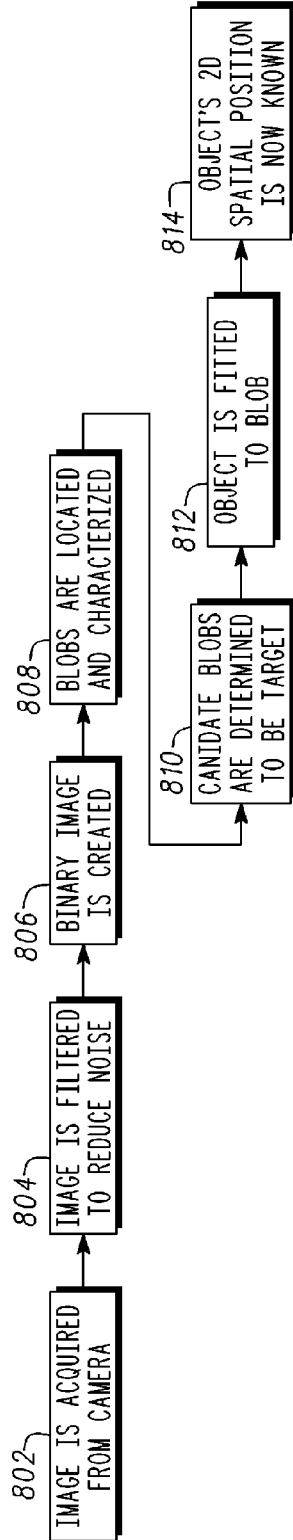 802
IMAGE IS ACQUIRED
FROM CAMERA
804
IMAGE IS FILTERED
TO REDUCE NOISE
806
BINARY IMAGE
IS CREATED
808
BLOBS ARE LOCATED
AND CHARACTERIZED
810
CANIDATE BLOBS
ARE DETERMINED
TO BE TARGET
812
OBJECT IS FITTED
TO BLOB
814
OBJECT'S 2D
SPATIAL POSITION
IS NOW KNOWN